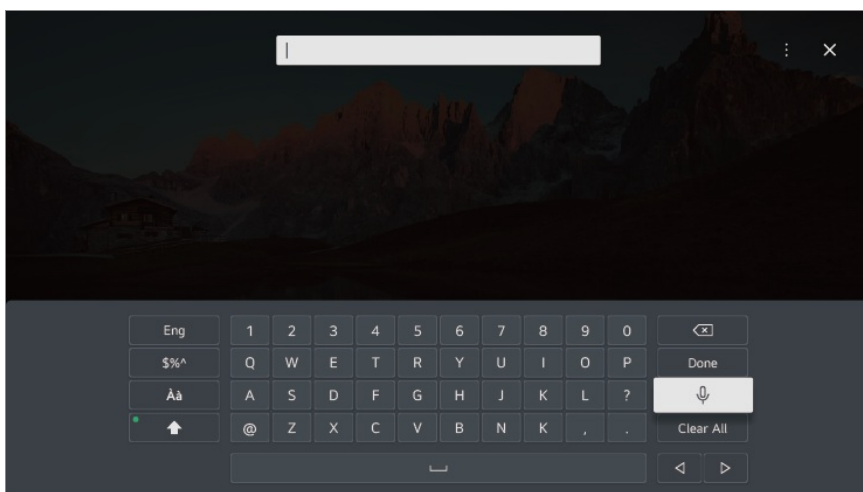 Eng 1 2 3 4 5 6 7 8 9 0
$%^ Q W E T R Y U I O P Done
Àà A S D F G H J K L ?
@ Z X C V B N K , . Clear All